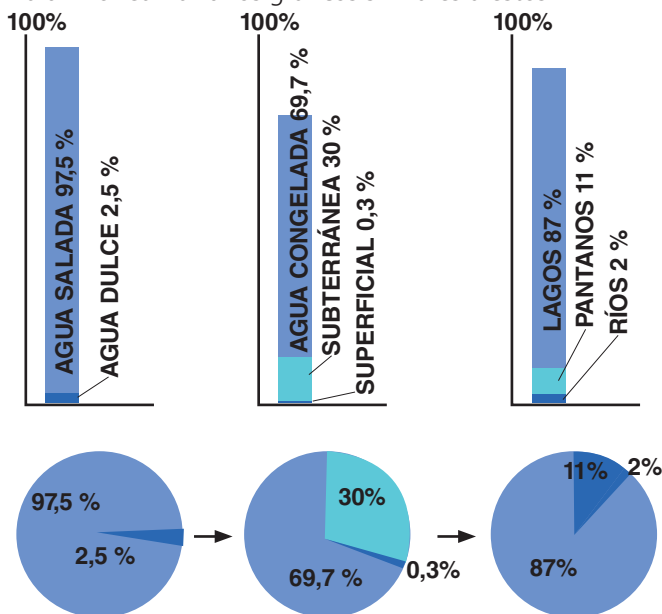 100%
AGUA SALADA 97,5 %
AGUA DULCE 2,5 %
100%
AGUA CONGELADA 69,7 %
SUBTERRÁNEA 30 %
SUPERFICIAL 0,3 %
100%
LAGOS 87 %
PANTANOS 11 %
RÍOS 2 %
97,5 %
2,5 %
30%
69,7 %
0,3%
11%
2%
87%